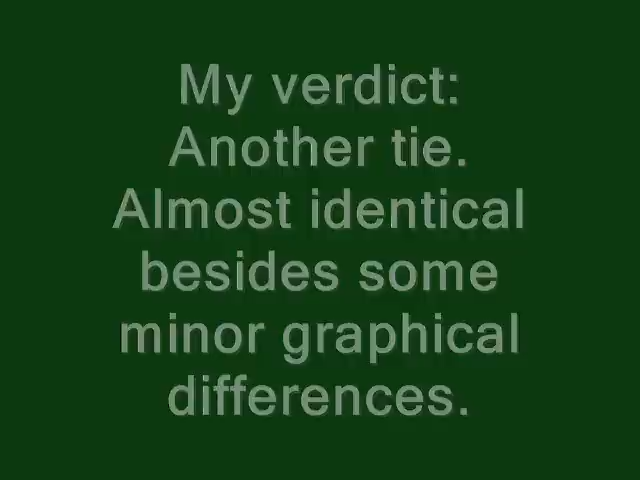 My verdict:
Another tie.
Almost identical
besides some
minor graphical
differences.